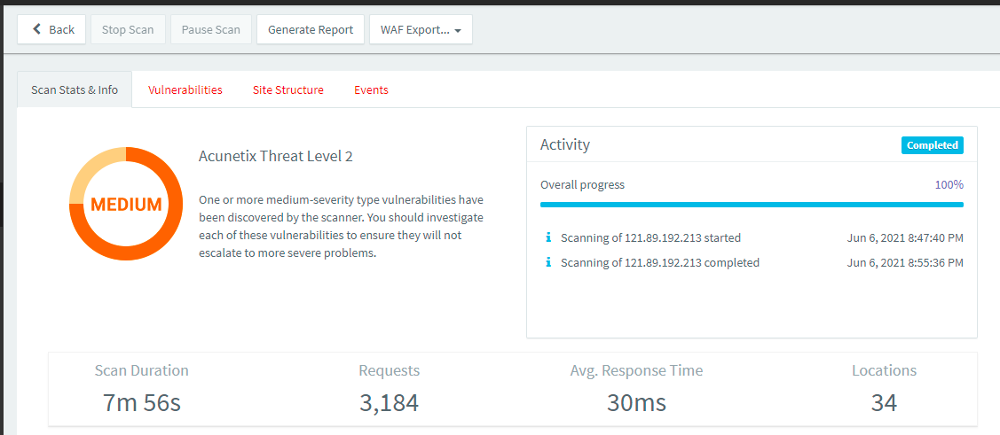 Back
Stop Scan
Pause Scan
Generate Report
WAF Export...
Scan Stats & Info
Vulnerabilities
Site Structure
Events
MEDIUM
Acunetix Threat Level 2
One or more medium-severity type vulnerabilities have
been discovered by the scanner. You should investigate
each of these vulnerabilities to ensure they will not
escalate to more severe problems.
Activity
Completed
Overall progress
100%
Scanning of 121.89.192.213 started
Jun 6, 2021 8:47:40 PM
Scanning of 121.89.192.213 completed
Jun 6, 2021 8:55:36 PM
Scan Duration
7m 56s
Requests
3,184
Avg. Response Time
30ms
Locations
34